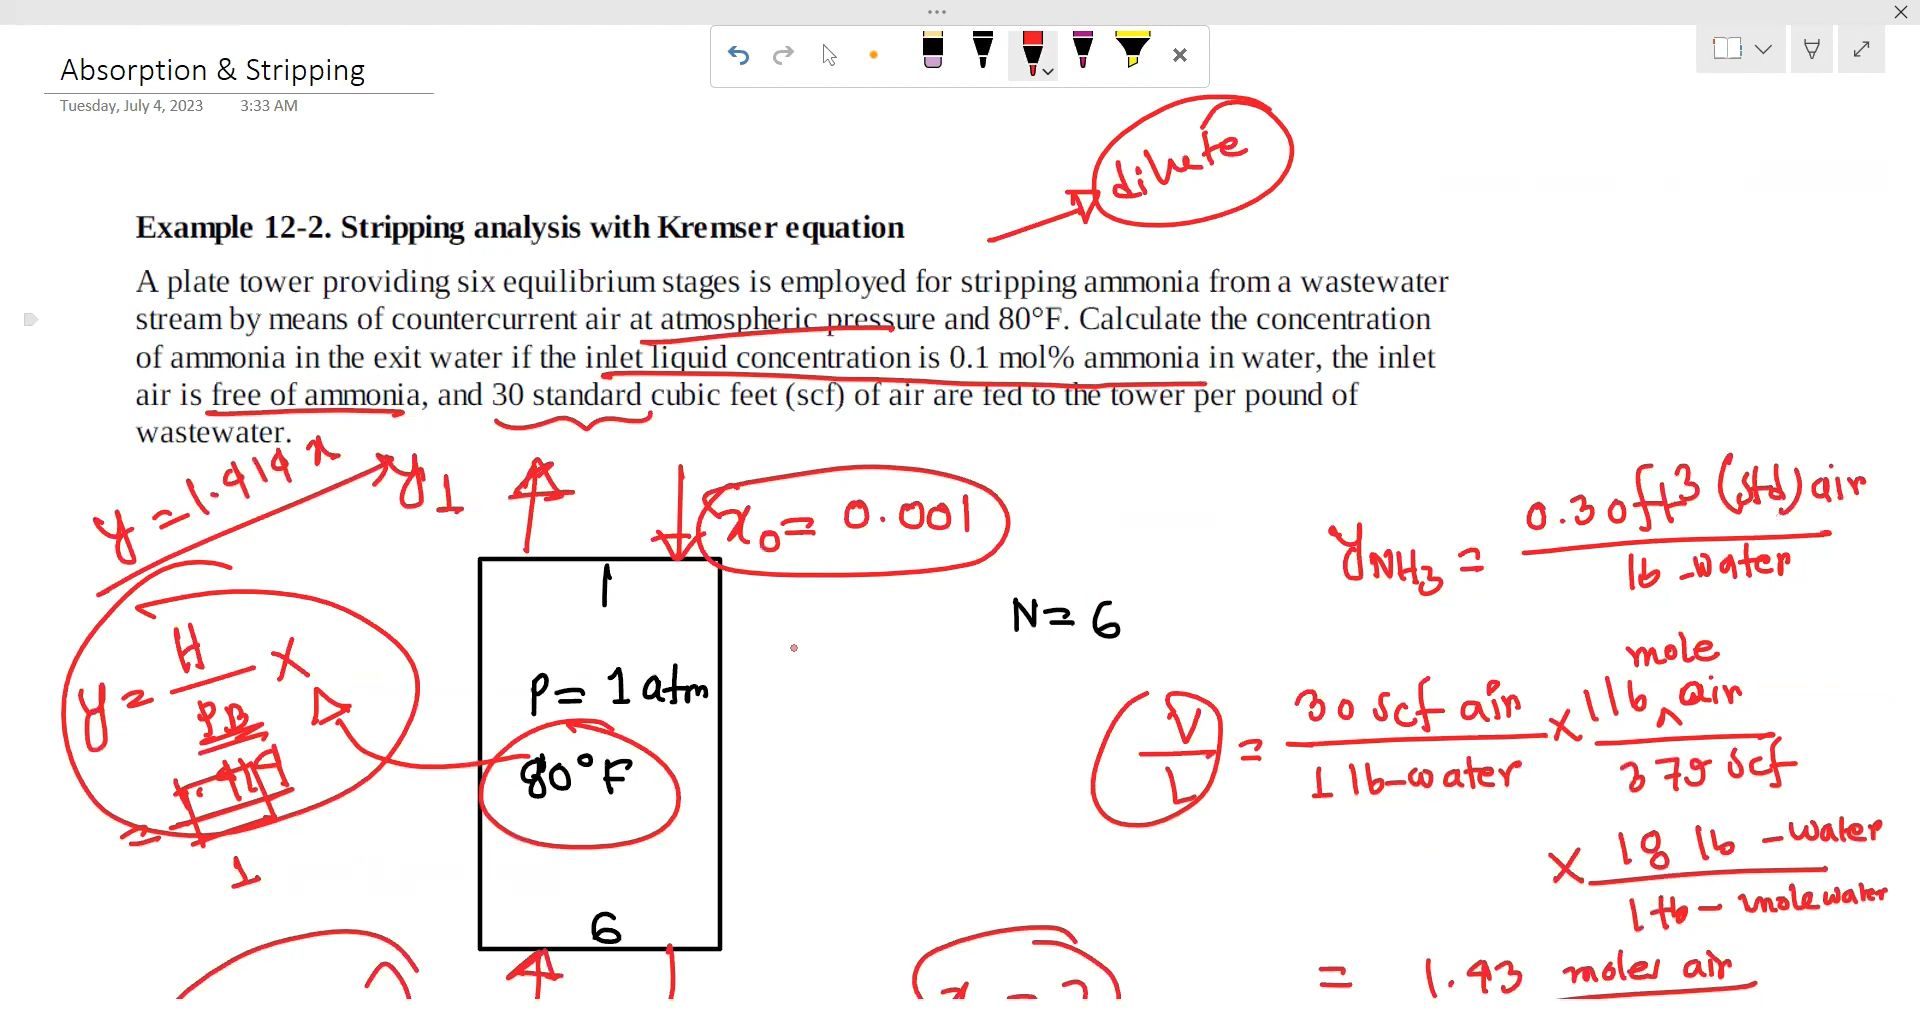 Absorption & Stripping
Tuesday, July 4, 2023 3:33 AM
dilute
Example 12-2. Stripping analysis with Kremser equation
A plate tower providing six equilibrium stages is employed for stripping ammonia from a wastewater
stream by means of countercurrent air at atmospheric pressure and 80°F. Calculate the concentration
of ammonia in the exit water if the inlet liquid concentration is 0.1 mol% ammonia in water, the inlet
air is free of ammonia, and 30 standard cubic feet (scf) of air are fed to the tower per pound of
wastewater.
y = 1.414 x
y1
x0 = 0.001
yNH3 = 0.30 ft3 (std) air
lb-water
1
N = 6
y = H x
PB
P = 1 atm
80°F
V = 30 scf air × 1 lb mole air
L 1 lb-water 379 scf
× 18 lb-water
1 lb-mole water
=
1
6
= 1.43 moles air